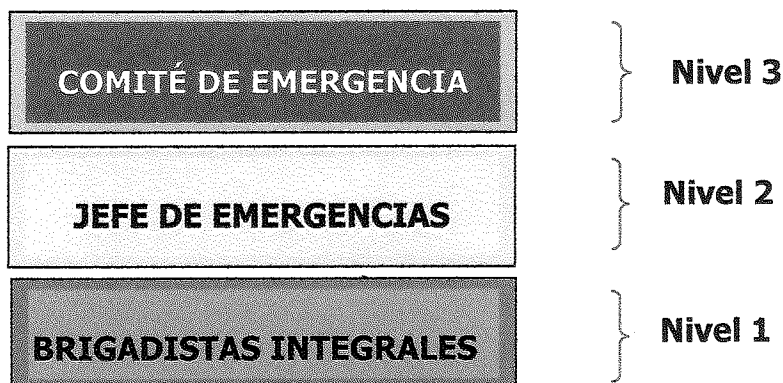 COMITÉ DE EMERGENCIA
Nivel 3
JEFE DE EMERGENCIAS
Nivel 2
BRIGADISTAS INTEGRALES
Nivel 1